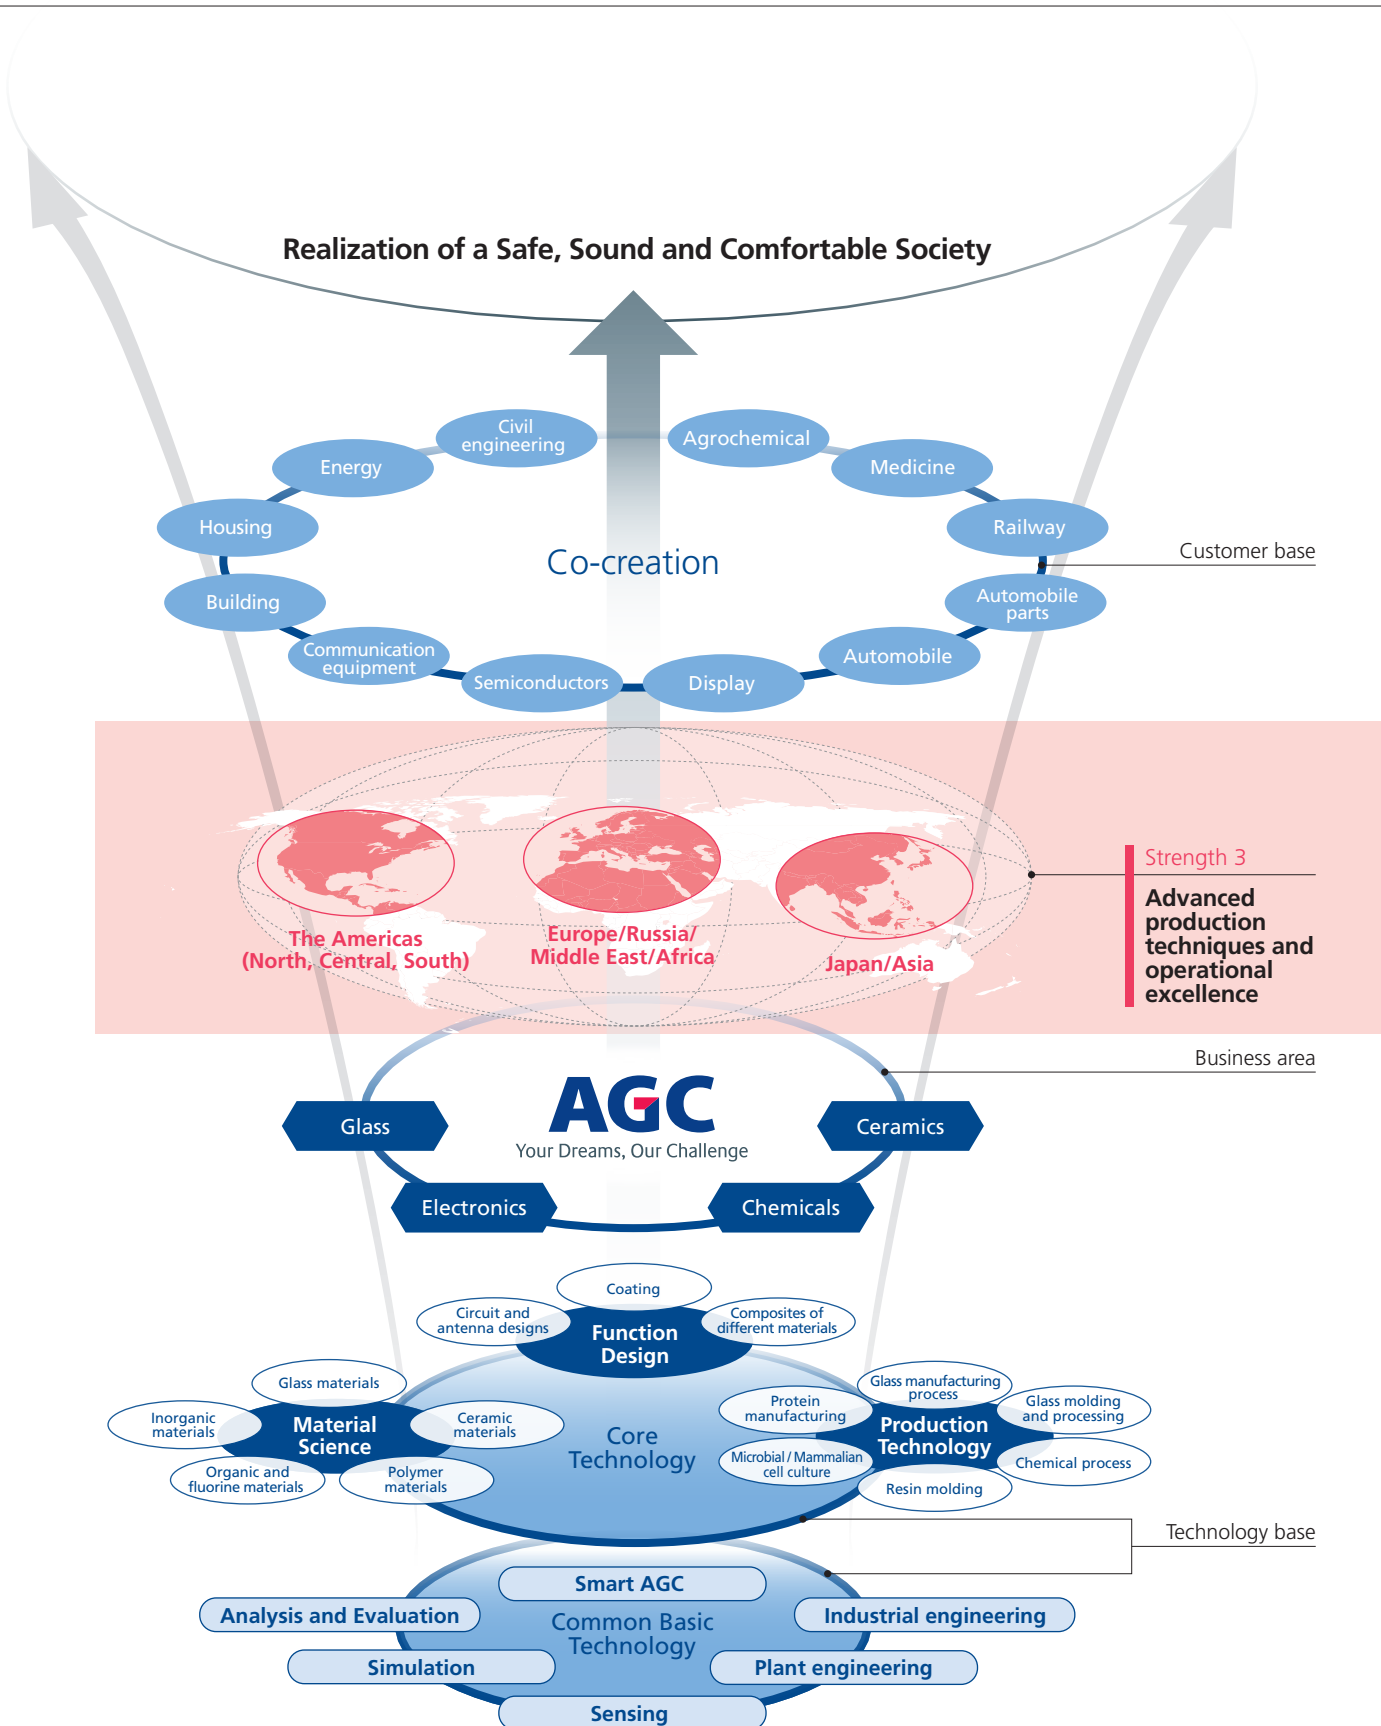 Realization of a Safe, Sound and Comfortable Society
Civil
engineering
Agrochemical
Energy
Medicine
Housing
Railway
Co-creation
Customer base
Building
Automobile
parts
Communication
equipment
Automobile
Semiconductors
Display
Strength 3
Advanced
production
techniques and
operational
excellence
The Americas
(North, Central, South)
Europe/Russia/
Middle East/Africa
Japan/Asia
Business area
AGC
Your Dreams, Our Challenge
Glass
Ceramics
Electronics
Chemicals
Coating
Circuit and
antenna designs
Composites of
different materials
Function
Design
Glass materials
Inorganic
materials
Material
Science
Ceramic
materials
Organic and
fluorine materials
Polymer
materials
Core
Technology
Glass manufacturing
process
Protein
manufacturing
Glass molding
and processing
Production
Technology
Microbial / Mammalian
cell culture
Chemical process
Resin molding
Technology base
Smart AGC
Analysis and Evaluation
Industrial engineering
Common Basic
Technology
Simulation
Plant engineering
Sensing